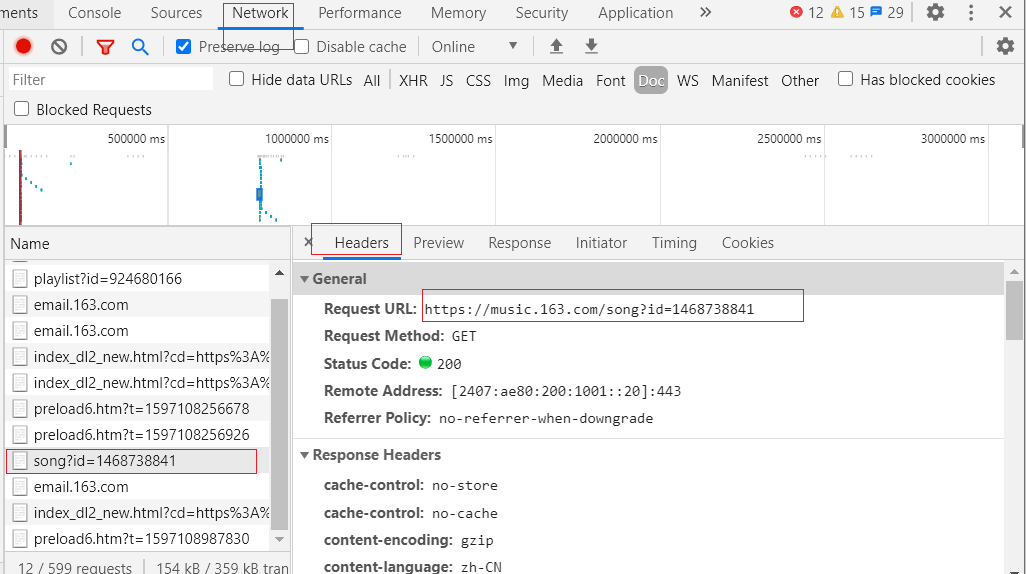 ments Console Sources Network Performance Memory Security Application » 12 15 29
Preserve log Disable cache Online
Filter Hide data URLs All XHR JS CSS Img Media Font Doc WS Manifest Other Has blocked cookies
Blocked Requests
500000 ms 1000000 ms 1500000 ms 2000000 ms 2500000 ms 3000000 ms
Name
playlist?id=924680166
email.163.com
email.163.com
index_dl2_new.html?cd=https%3A%
index_dl2_new.html?cd=https%3A%
preload6.htm?t=1597108256678
preload6.htm?t=1597108256926
song?id=1468738841
email.163.com
index_dl2_new.html?cd=https%3A%
preload6.htm?t=1597108987830
12 / 599 requests 154 kB / 359 kB tran
× Headers Preview Response Initiator Timing Cookies
General
Request URL: https://music.163.com/song?id=1468738841
Request Method: GET
Status Code: 200
Remote Address: [2407:ae80:200:1001::20]:443
Referrer Policy: no-referrer-when-downgrade
Response Headers
cache-control: no-store
cache-control: no-cache
content-encoding: gzip
content-language: zh-CN